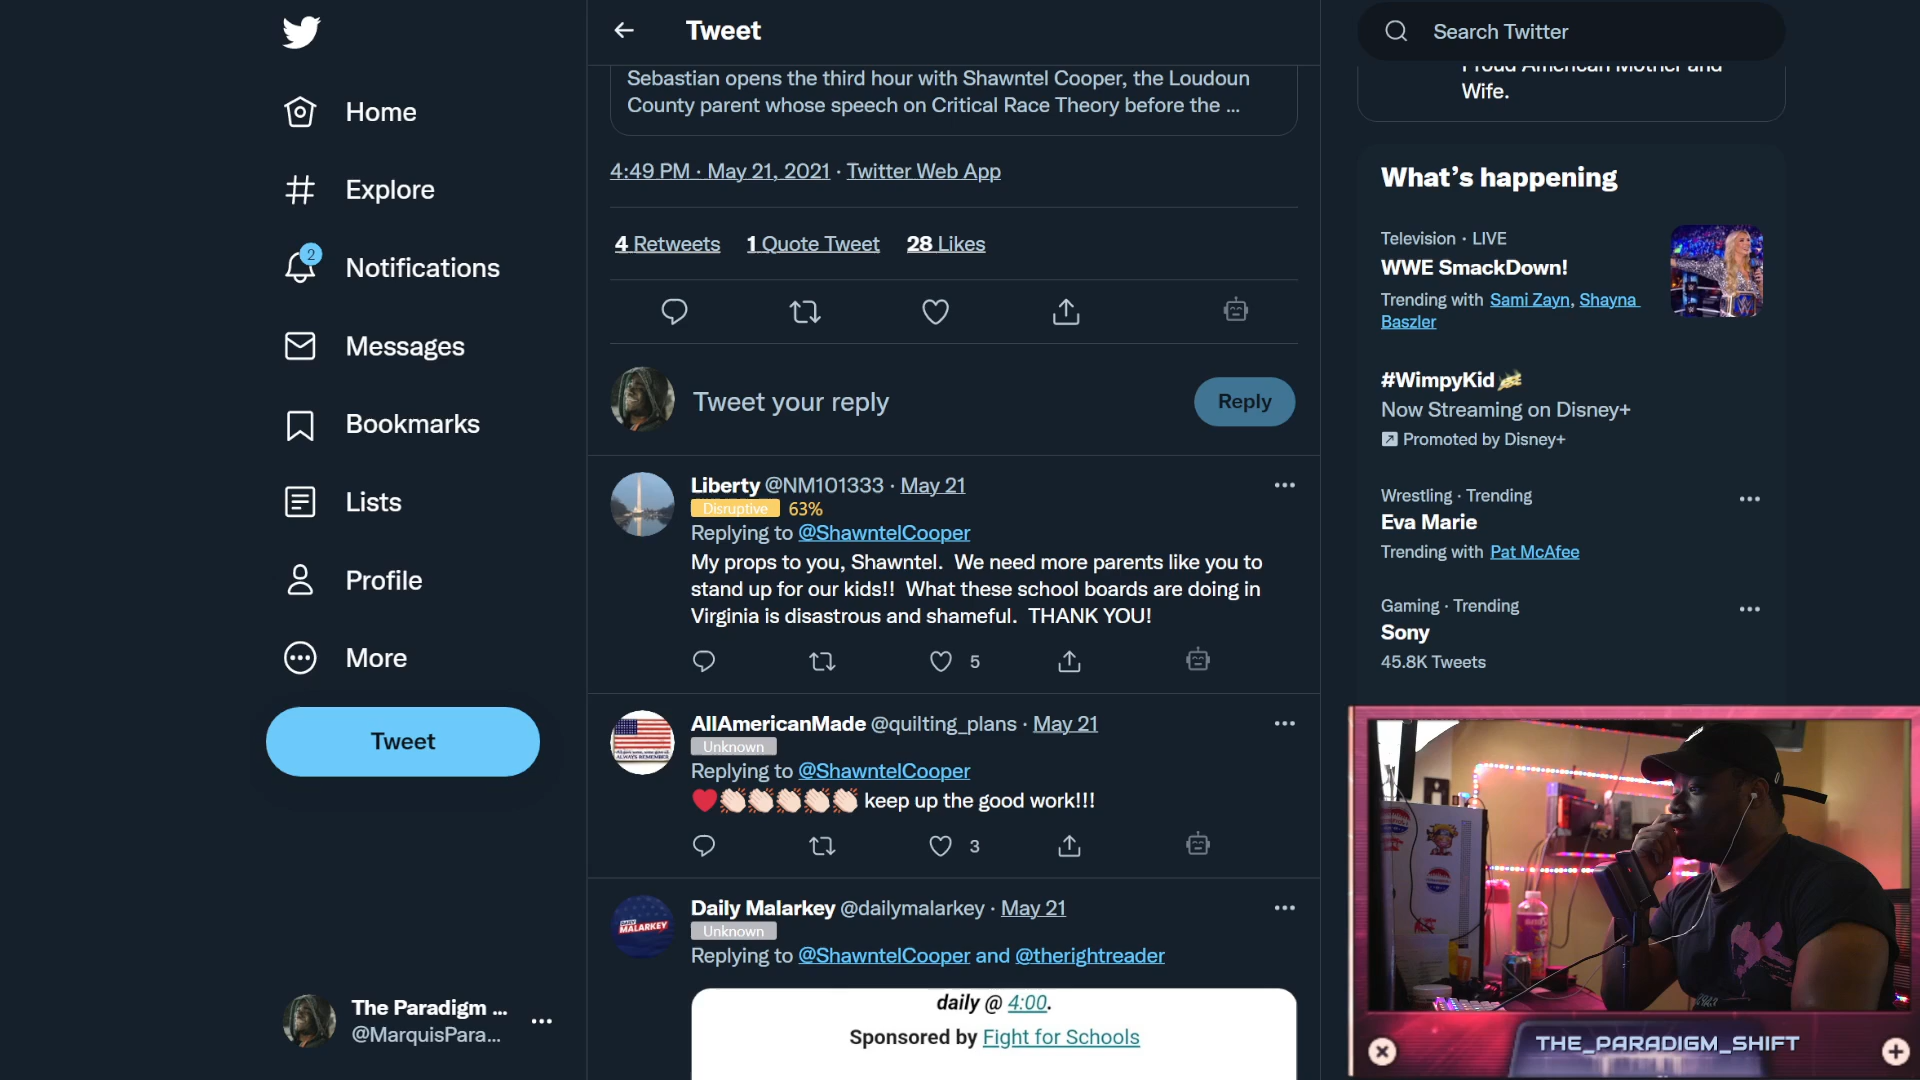 Home
Explore
2
Notifications
Messages
Bookmarks
Lists
Profile
More
Tweet
The Paradigm ...
@MarquisPara...
Tweet
Sebastian opens the third hour with Shawntel Cooper, the Loudoun
County parent whose speech on Critical Race Theory before the ...
4:49 PM · May 21, 2021 · Twitter Web App
4 Retweets 1 Quote Tweet 28 Likes
Tweet your reply
Reply
Liberty @NM101333 · May 21
Disruptive 63%
Replying to @ShawntelCooper
My props to you, Shawntel. We need more parents like you to
stand up for our kids!! What these school boards are doing in
Virginia is disastrous and shameful. THANK YOU!
5
AllAmericanMade @quilting_plans · May 21
Unknown
Replying to @ShawntelCooper
❤️👏🏻👏🏻👏🏻👏🏻👏🏻 keep up the good work!!!
3
ALWAYS REMEMBER
Daily Malarkey @dailymalarkey · May 21
Unknown
Replying to @ShawntelCooper and @therightreader
DAILY
MALARKEY
daily @ 4:00.
Sponsored by Fight for Schools
Search Twitter
Proud American Mother and
Wife.
What's happening
Television · LIVE
WWE SmackDown!
Trending with Sami Zayn, Shayna
Baszler
#WimpyKid
Now Streaming on Disney+
Promoted by Disney+
Wrestling · Trending
Eva Marie
Trending with Pat McAfee
Gaming · Trending
Sony
45.8K Tweets
THE_PARADIGM_SHIFT